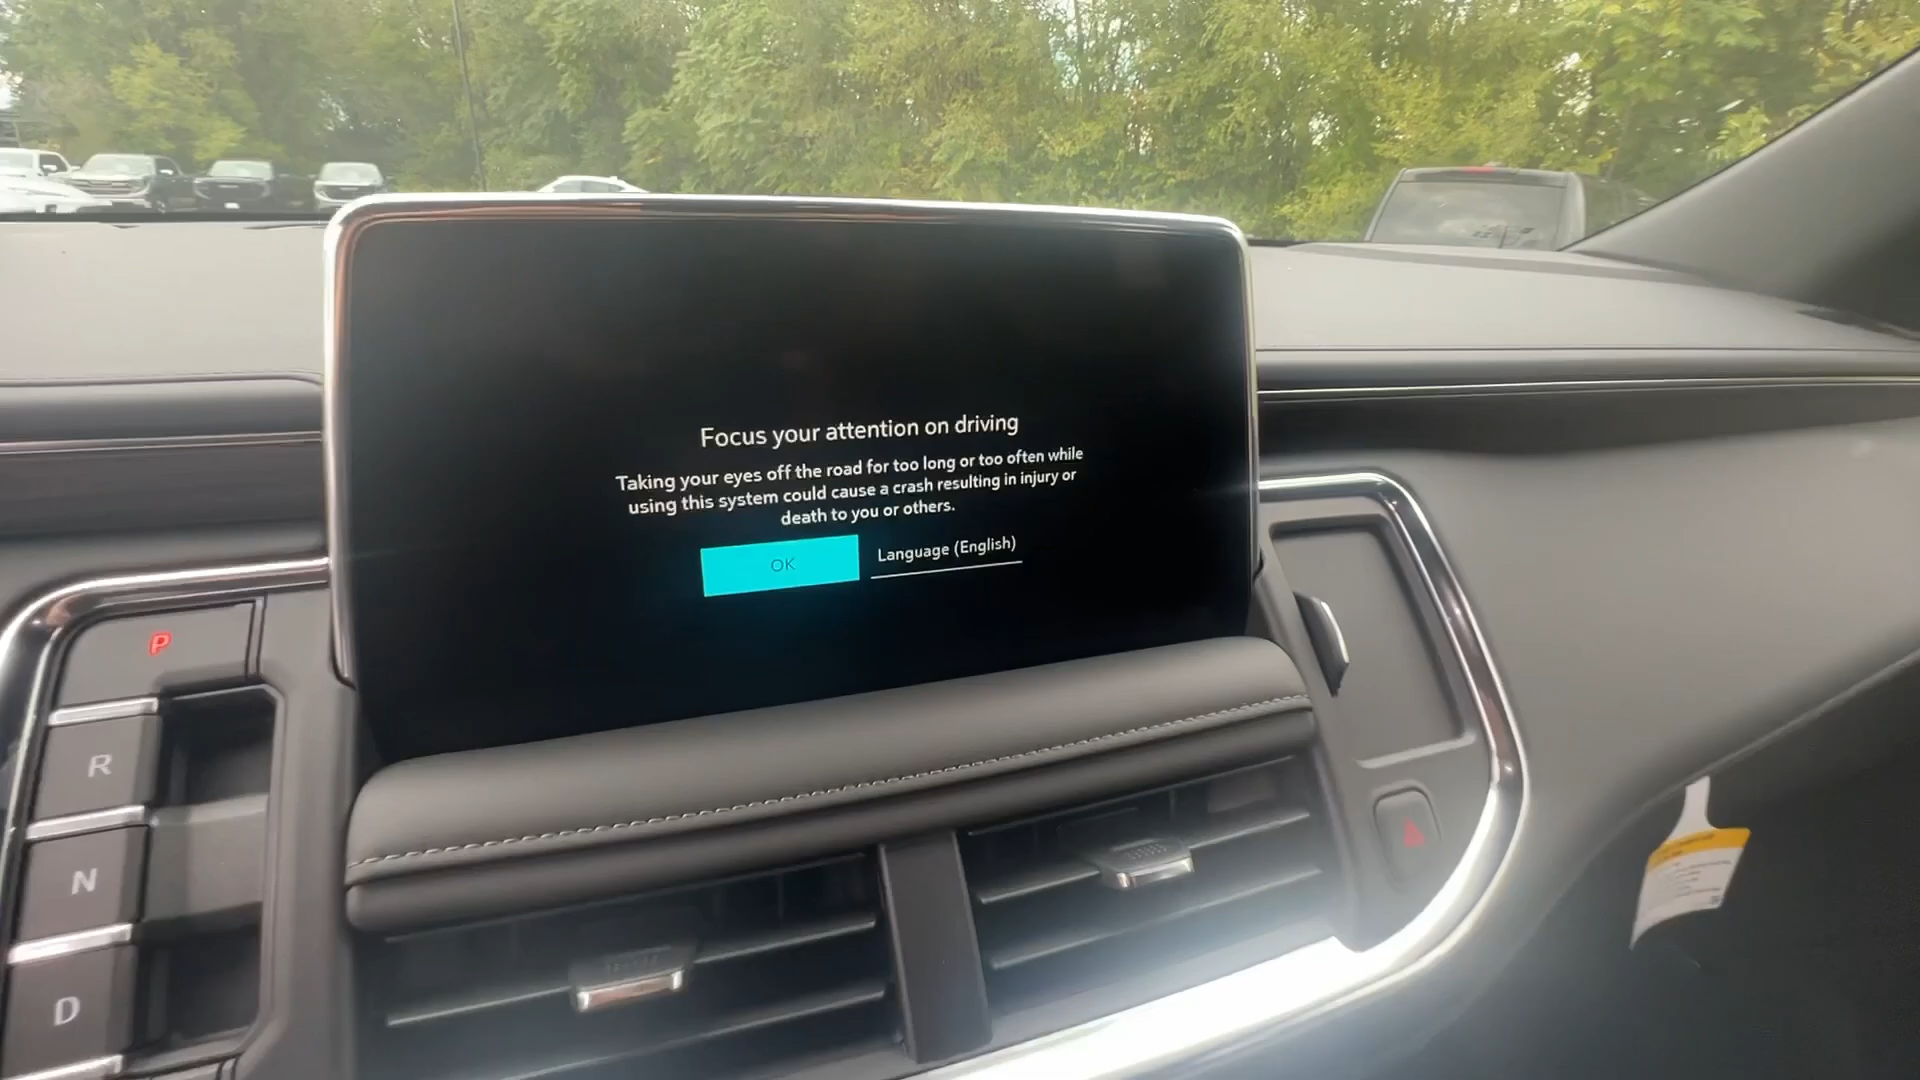 Focus your attention on driving
Taking your eyes off the road for too long or too often while
using this system could cause a crash resulting in injury or
death to you or others.
OK
Language (English)
P
R
N
D